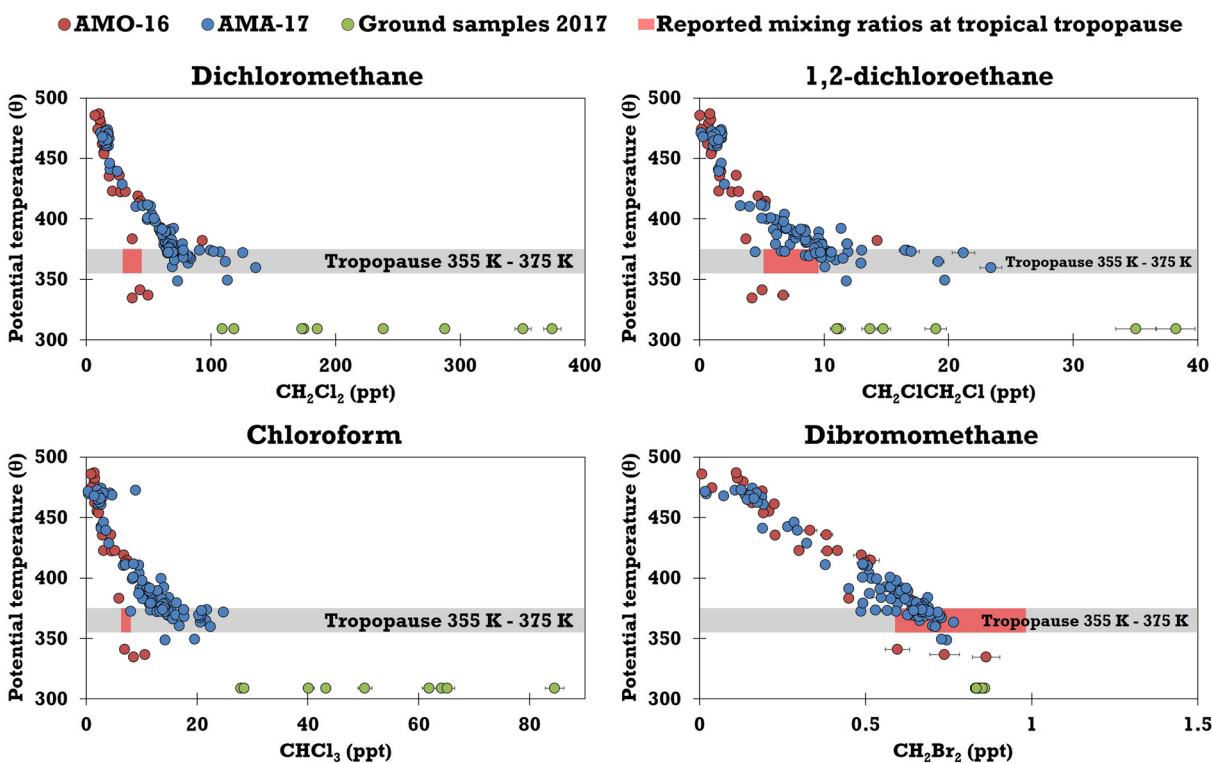 AMO-16 AMA-17 Ground samples 2017 Reported mixing ratios at tropical tropopause
Dichloromethane
Potential temperature (θ)
500
450
400
350
300
Tropopause 355 K - 375 K
0 100 200 300 400
CH₂Cl₂ (ppt)
1,2-dichloroethane
Potential temperature (θ)
500
450
400
350
300
Tropopause 355 K - 375 K
0 10 20 30 40
CH₂ClCH₂Cl (ppt)
Chloroform
Potential temperature (θ)
500
450
400
350
300
Tropopause 355 K - 375 K
0 20 40 60 80
CHCl₃ (ppt)
Dibromomethane
Potential temperature (θ)
500
450
400
350
300
Tropopause 355 K - 375 K
0 0.5 1 1.5
CH₂Br₂ (ppt)